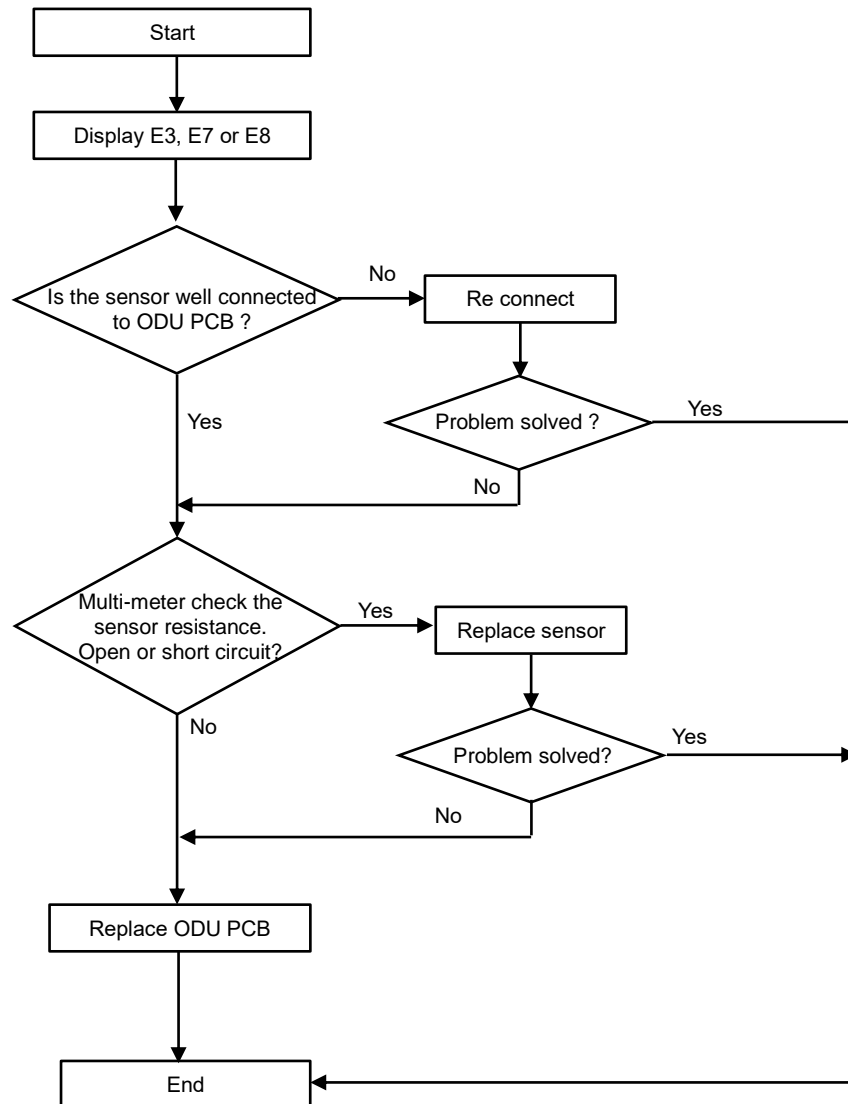 Start
Display E3, E7 or E8
Is the sensor well connected
to ODU PCB ?
No
Re connect
Yes
Problem solved ?
Yes
No
Multi-meter check the
sensor resistance.
Open or short circuit?
Yes
Replace sensor
No
Problem solved?
Yes
No
Replace ODU PCB
End